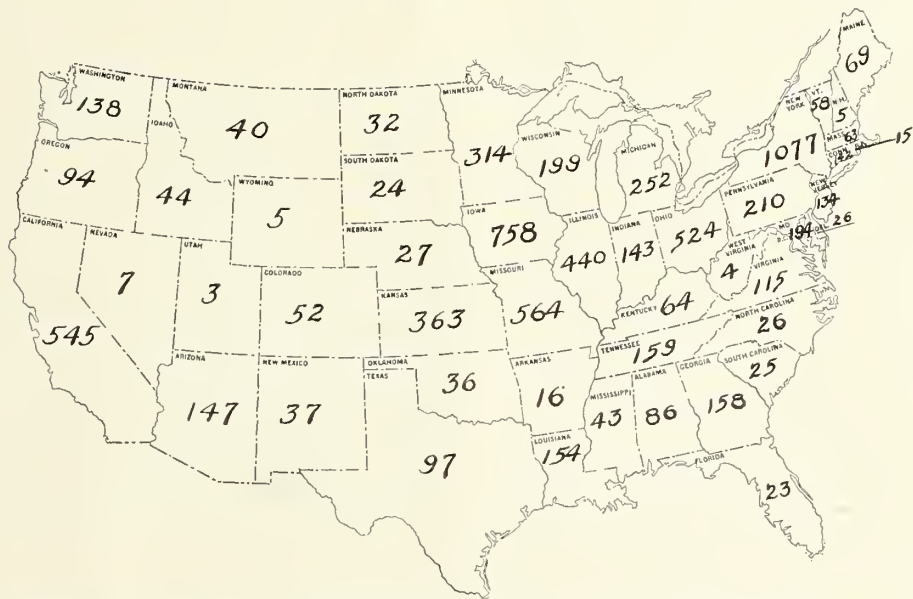 MAINE
69
WASHINGTON
138
MONTANA
40
NORTH DAKOTA
32
MINNESOTA
314
VT.
58
N.H.
5
NEW YORK
1077
MASS.
63
15
CONN.
IDAHO
44
OREGON
94
SOUTH DAKOTA
24
WISCONSIN
199
MICHIGAN
252
WYOMING
5
IOWA
758
PENNSYLVANIA
210
NEW JERSEY
134
CALIFORNIA
545
NEVADA
7
UTAH
3
NEBRASKA
27
ILLINOIS
440
INDIANA
143
OHIO
524
MD.
194
DEL.
26
WEST VIRGINIA
4
VIRGINIA
115
COLORADO
52
KANSAS
363
MISSOURI
564
KENTUCKY
64
NORTH CAROLINA
26
ARIZONA
147
NEW MEXICO
37
OKLAHOMA
36
TEXAS
97
ARKANSAS
16
TENNESSEE
159
SOUTH CAROLINA
25
MISSISSIPPI
43
ALABAMA
86
GEORGIA
158
LOUISIANA
154
FLORIDA
23